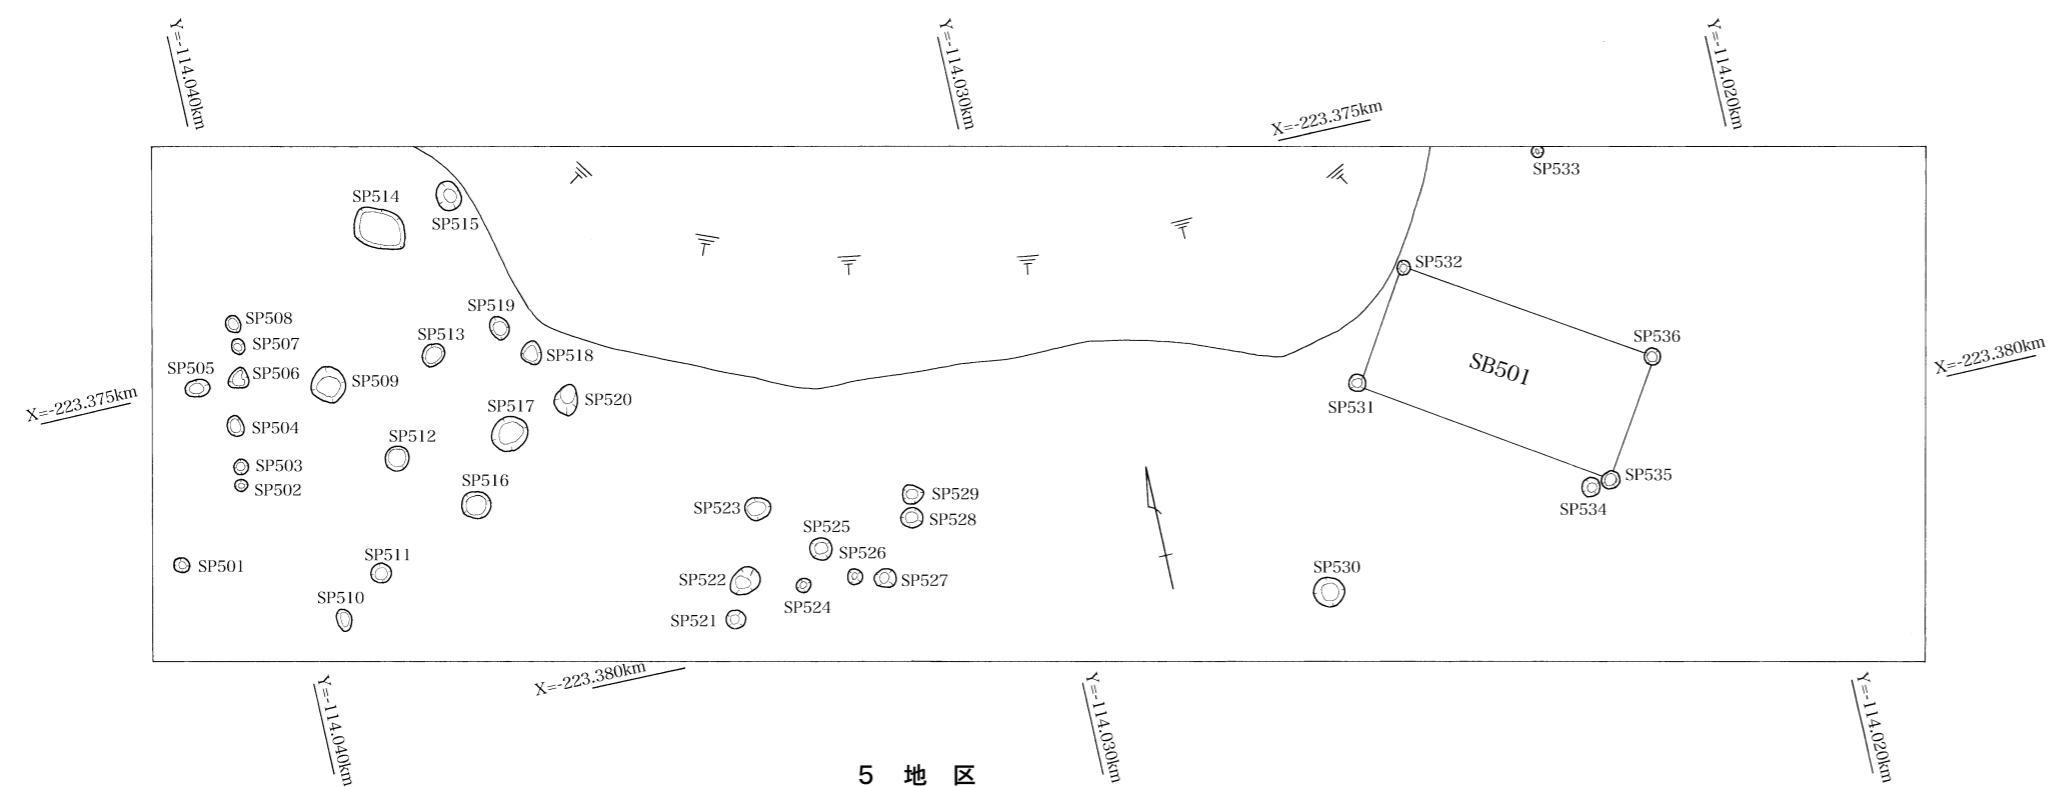 Y=-114.040km
Y=-114.030km
Y=-114.020km
X=-223.375km
SP533
SP514
SP515
SP532
SP519
SP508
SP513
SP507
SP518
SP536
X=-223.380km
SP505
SP506
SP509
SB501
X=-223.375km
SP520
SP517
SP531
SP504
SP512
SP503
SP502
SP516
SP535
SP529
SP523
SP534
SP528
SP525
SP511
SP526
SP501
SP522
SP527
SP530
SP510
SP524
SP521
X=-223.380km
Y=-114.040km
Y=-114.030km
Y=-114.020km
5 地 区